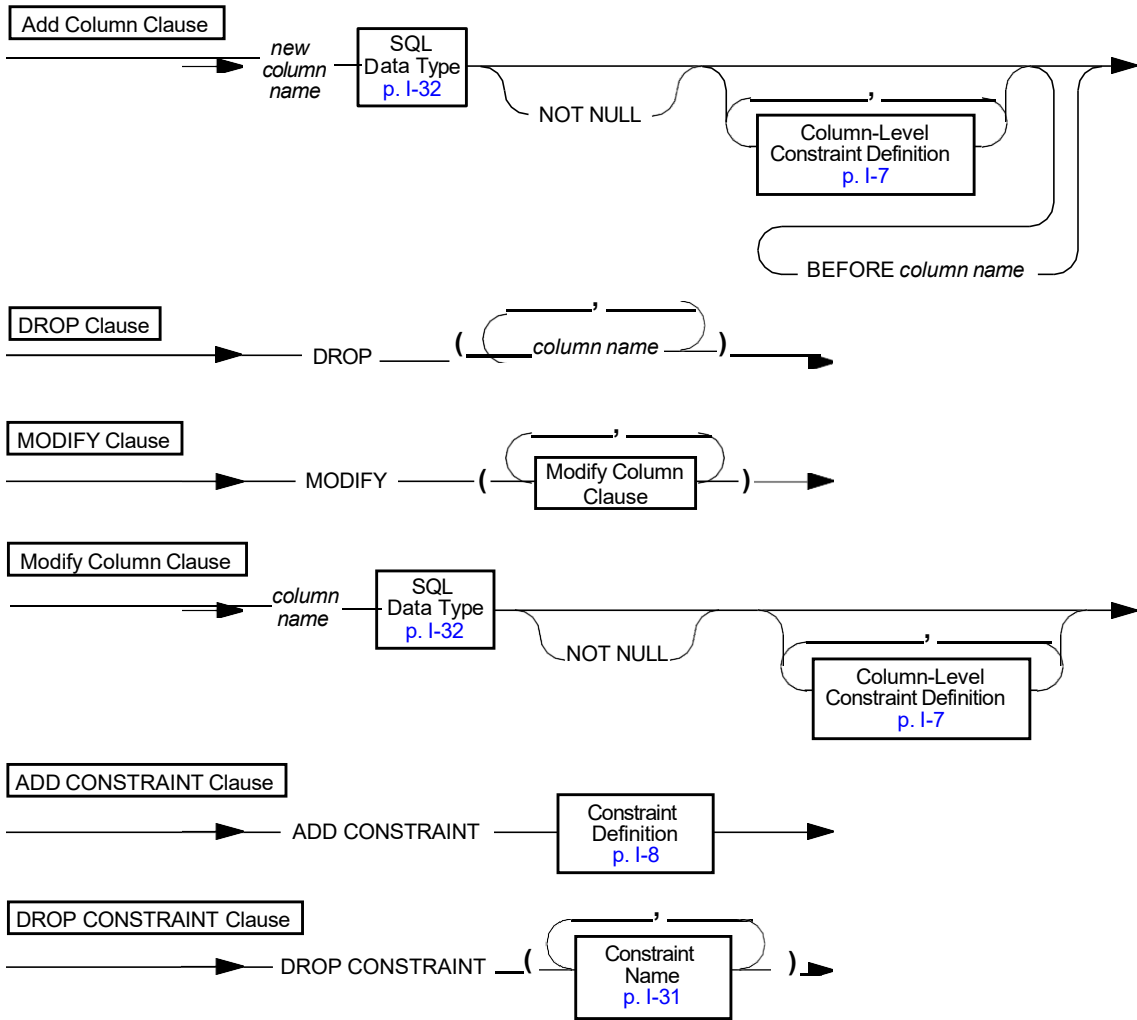 Add Column Clause
new
column
name
SQL
Data Type
p. I-32
NOT NULL
,
Column-Level
Constraint Definition
p. I-7
BEFORE column name
DROP Clause
DROP
(
,
column name
)
MODIFY Clause
MODIFY
(
,
Modify Column
Clause
)
Modify Column Clause
column
name
SQL
Data Type
p. I-32
NOT NULL
,
Column-Level
Constraint Definition
p. I-7
ADD CONSTRAINT Clause
ADD CONSTRAINT
Constraint
Definition
p. I-8
DROP CONSTRAINT Clause
DROP CONSTRAINT
(
,
Constraint
Name
p. I-31
)